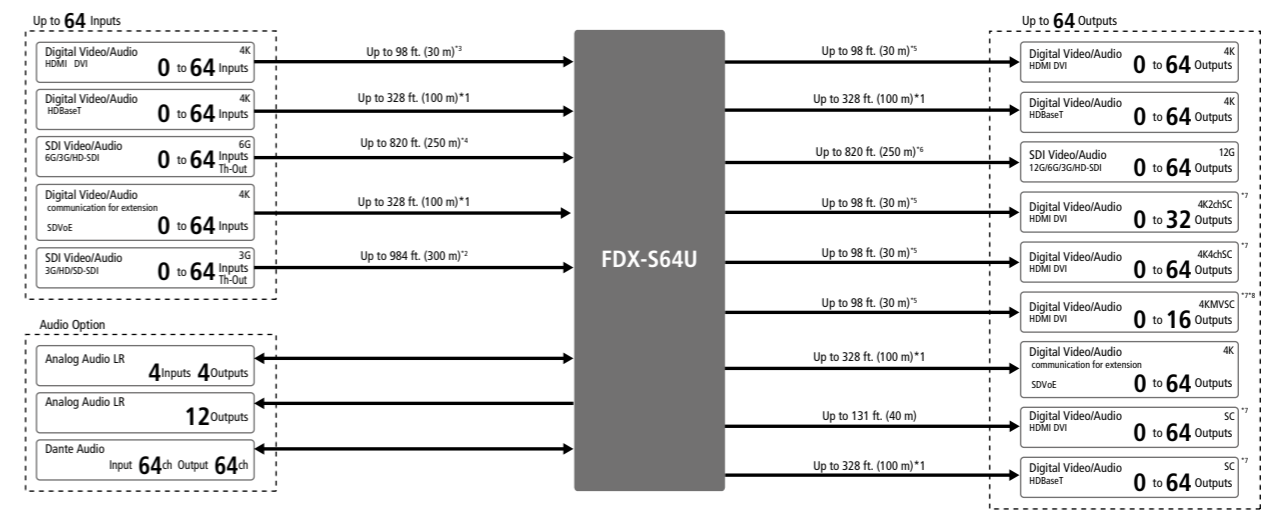 Up to 64 Inputs
Digital Video/Audio 4K
HDMI DVI
0 to 64 Inputs
Up to 98 ft. (30 m)*3
Digital Video/Audio 4K
HDBaseT
0 to 64 Inputs
Up to 328 ft. (100 m)*1
SDI Video/Audio 6G
6G/3G/HD-SDI
0 to 64 Inputs
Th-Out
Up to 820 ft. (250 m)*4
Digital Video/Audio 4K
communication for extension
SDVoE
0 to 64 Inputs
Up to 328 ft. (100 m)*1
SDI Video/Audio 3G
3G/HD/SD-SDI
0 to 64 Inputs
Th-Out
Up to 984 ft. (300 m)*2
Audio Option
Analog Audio LR
4 Inputs 4 Outputs
Analog Audio LR
12 Outputs
Dante Audio
Input 64ch Output 64ch
FDX-S64U
Up to 64 Outputs
Up to 98 ft. (30 m)*5
Digital Video/Audio 4K
HDMI DVI
0 to 64 Outputs
Up to 328 ft. (100 m)*1
Digital Video/Audio 4K
HDBaseT
0 to 64 Outputs
Up to 820 ft. (250 m)*6
SDI Video/Audio 12G
12G/6G/3G/HD-SDI
0 to 64 Outputs
Up to 98 ft. (30 m)*5
Digital Video/Audio 4K2chSC *7
HDMI DVI
0 to 32 Outputs
Up to 98 ft. (30 m)*5
Digital Video/Audio 4K4chSC *7
HDMI DVI
0 to 64 Outputs
Up to 98 ft. (30 m)*5
Digital Video/Audio 4KMVSC *7*8
HDMI DVI
0 to 16 Outputs
Up to 328 ft. (100 m)*1
Digital Video/Audio 4K
communication for extension
SDVoE
0 to 64 Outputs
Up to 131 ft. (40 m)
Digital Video/Audio SC *7
HDMI DVI
0 to 64 Outputs
Up to 328 ft. (100 m)*1
Digital Video/Audio SC *7
HDBaseT
0 to 64 Outputs